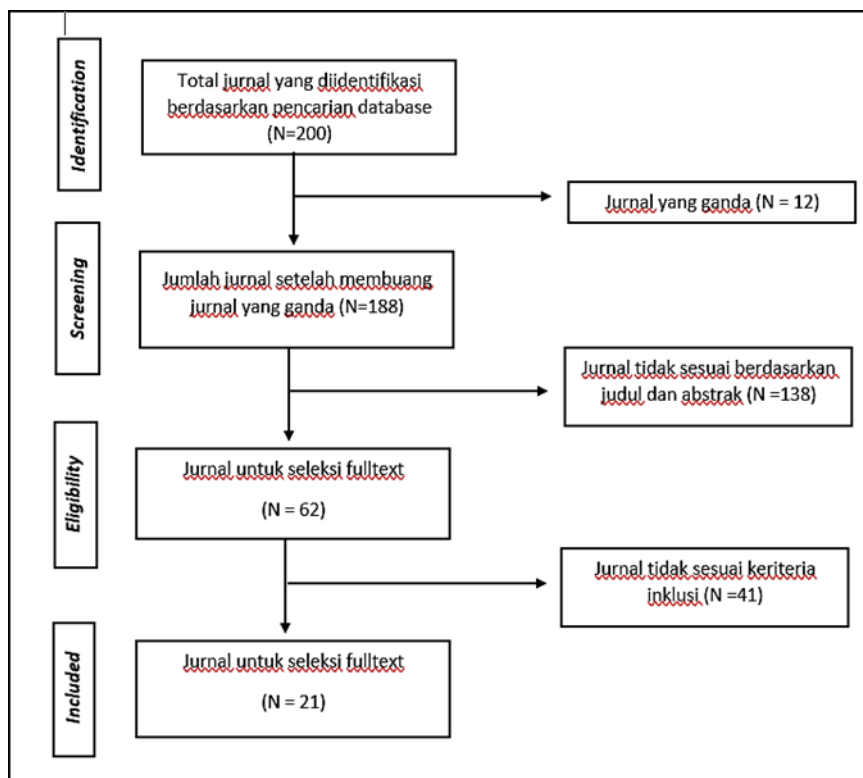 Identification
Total jurnal yang diidentifikasi
berdasarkan pencarian database
(N=200)
Jurnal yang ganda (N = 12)
Screening
Jumlah jurnal setelah membuang
jurnal yang ganda (N=188)
Jurnal tidak sesuai berdasarkan
judul dan abstrak (N =138)
Eligibility
Jurnal untuk seleksi fulltext
(N = 62)
Jurnal tidak sesuai keriteria
inklusi (N =41)
Included
Jurnal untuk seleksi fulltext
(N = 21)